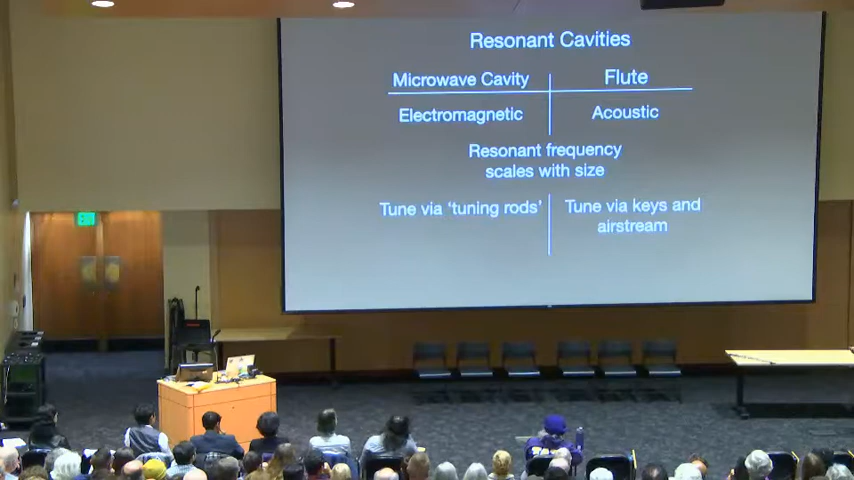 Resonant Cavities
Microwave Cavity
Flute
Electromagnetic
Acoustic
Resonant frequency
scales with size
Tune via 'tuning rods'
Tune via keys and
airstream